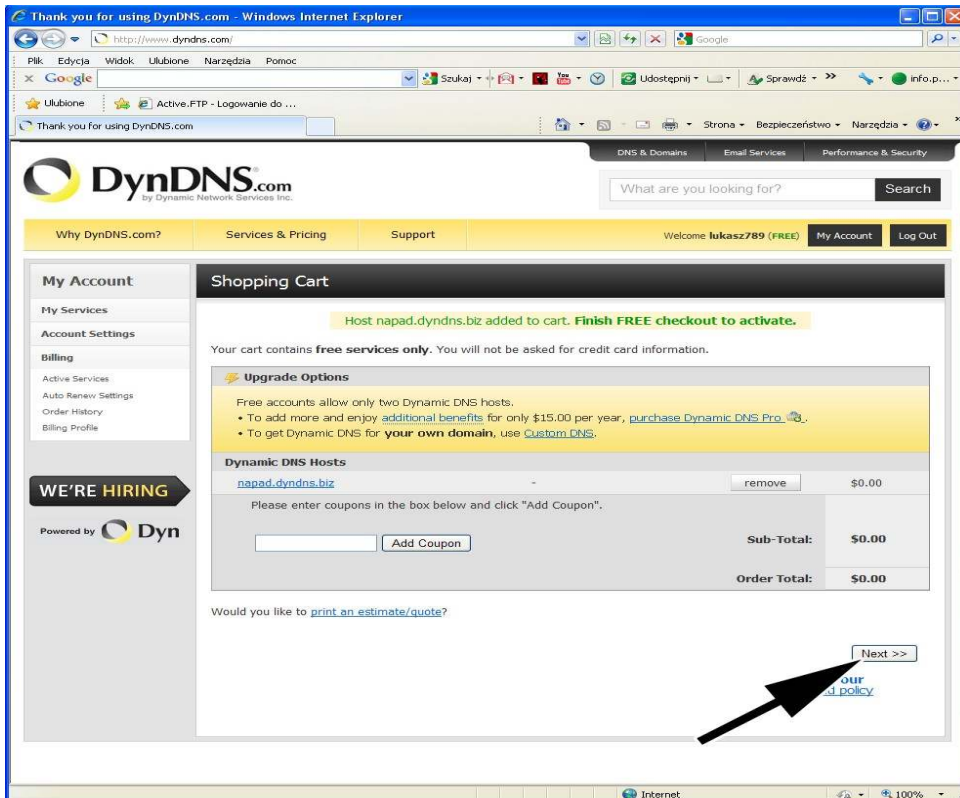 Thank you for using DynDNS.com - Windows Internet Explorer
http://www.dyndns.com/
Google
Plik Edycja Widok Ulubione Narzędzia Pomoc
Google
Szukaj
Udostępnij
Sprawdź
info.p...
Ulubione
Active.FTP - Logowanie do ...
Thank you for using DynDNS.com
Strona Bezpieczeństwo Narzędzia
DNS & Domains Email Services Performance & Security
DynDNS.com
by Dynamic Network Services Inc.
What are you looking for? Search
Why DynDNS.com? Services & Pricing Support
Welcome lukasz789 (FREE) My Account Log Out
My Account
My Services
Account Settings
Billing
Active Services
Auto Renew Settings
Order History
Billing Profile
WE'RE HIRING
Powered by Dyn
Shopping Cart
Host napad.dyndns.biz added to cart. Finish FREE checkout to activate.
Your cart contains free services only. You will not be asked for credit card information.
Upgrade Options
Free accounts allow only two Dynamic DNS hosts.
• To add more and enjoy additional benefits for only $15.00 per year, purchase Dynamic DNS Pro.
• To get Dynamic DNS for your own domain, use Custom DNS.
Dynamic DNS Hosts
napad.dyndns.biz - remove $0.00
Please enter coupons in the box below and click "Add Coupon".
Add Coupon
Sub-Total: $0.00
Order Total: $0.00
Would you like to print an estimate/quote?
Next >>
our
policy
Internet
100%